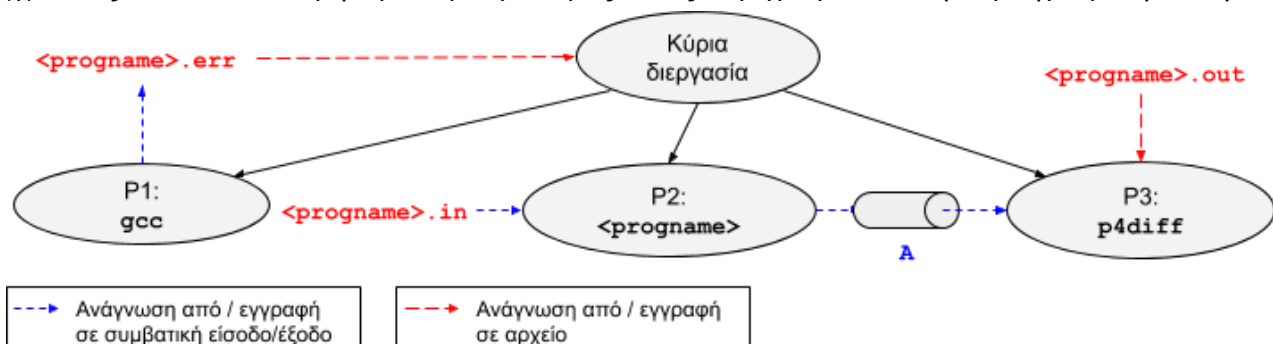 Κύρια
διεργασία
<progname>.err
<progname>.out
P1:
gcc
<progname>.in
P2:
<progname>
A
P3:
p4diff
Ανάγνωση από / εγγραφή
σε συμβατική είσοδο/έξοδο
Ανάγνωση από / εγγραφή
σε αρχείο